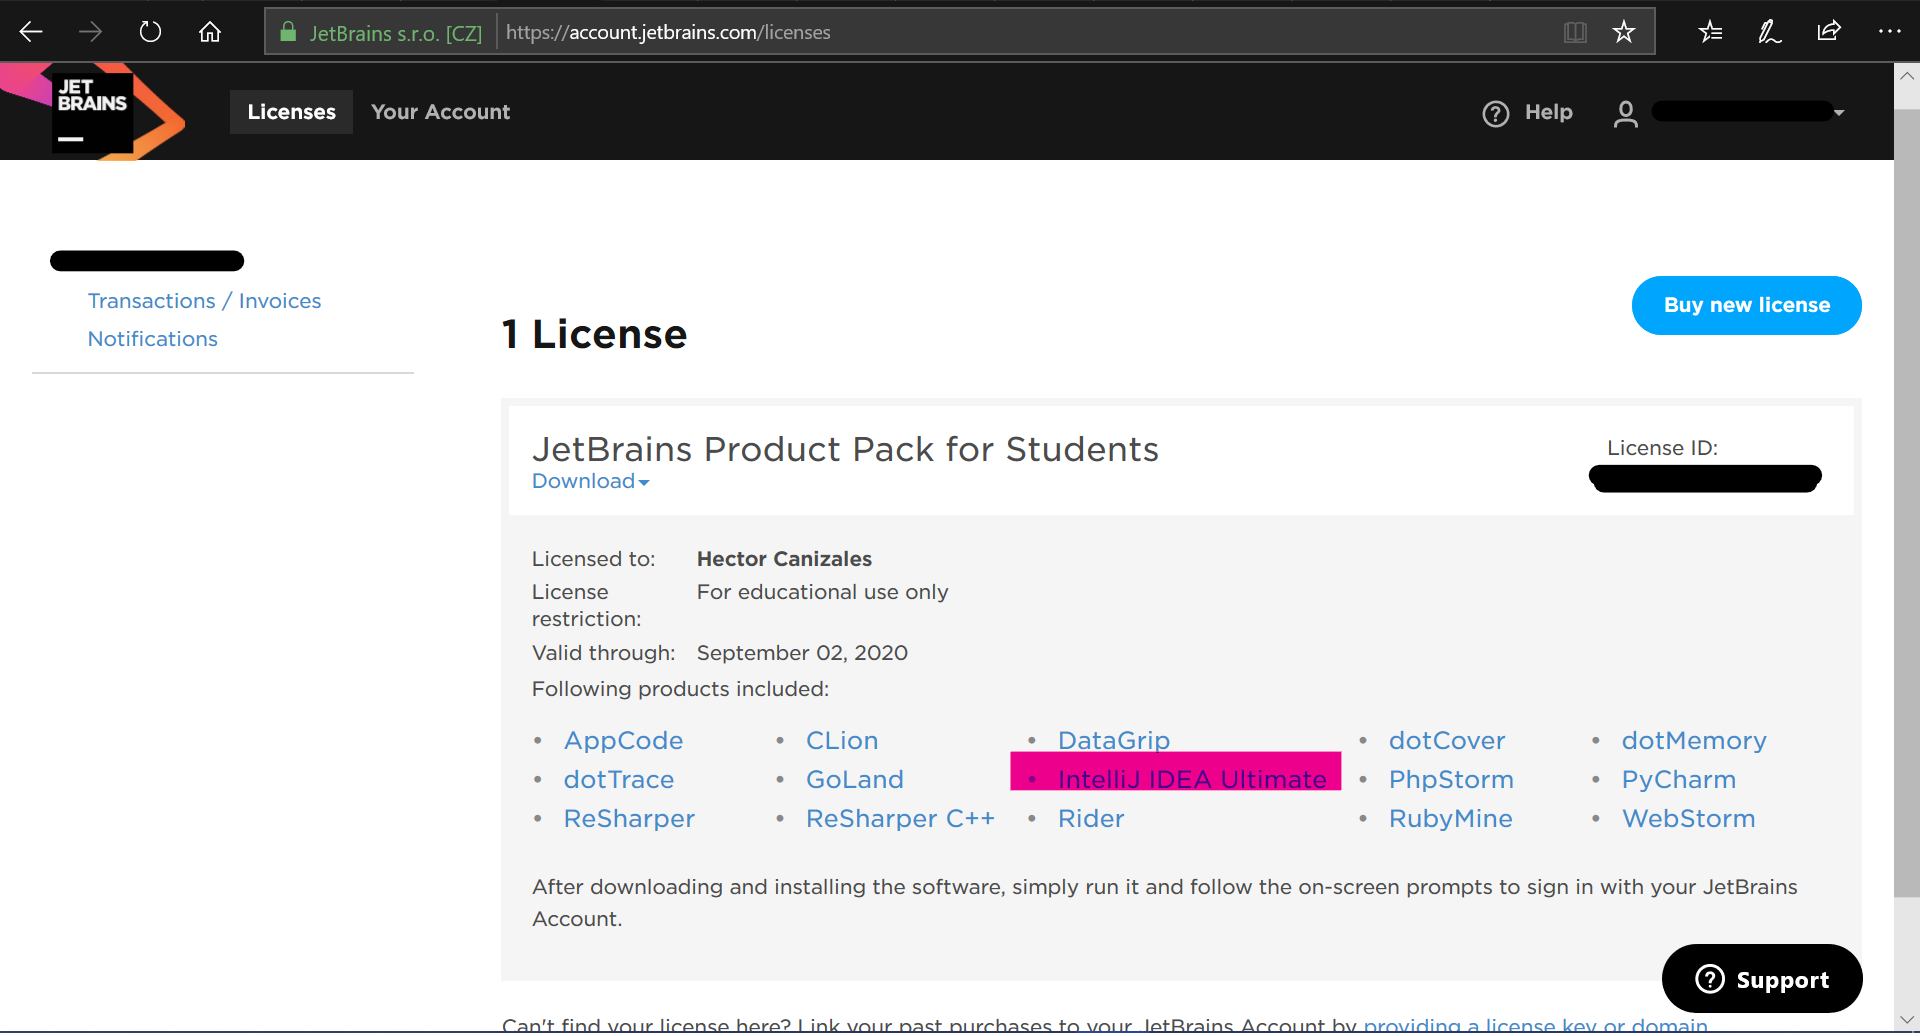 JetBrains s.r.o. [CZ] https://account.jetbrains.com/licenses
JET
BRAINS
Licenses Your Account
Help
Transactions / Invoices
Notifications
Buy new license
1 License
JetBrains Product Pack for Students
Download
License ID:
Licensed to: Hector Canizales
License restriction: For educational use only
Valid through: September 02, 2020
Following products included:
• AppCode • CLion • DataGrip • dotCover • dotMemory
• dotTrace • GoLand • IntelliJ IDEA Ultimate • PhpStorm • PyCharm
• ReSharper • ReSharper C++ • Rider • RubyMine • WebStorm
After downloading and installing the software, simply run it and follow the on-screen prompts to sign in with your JetBrains
Account.
Support
Can't find your license here? Link your past purchases to your JetBrains Account by providing a license key or domain